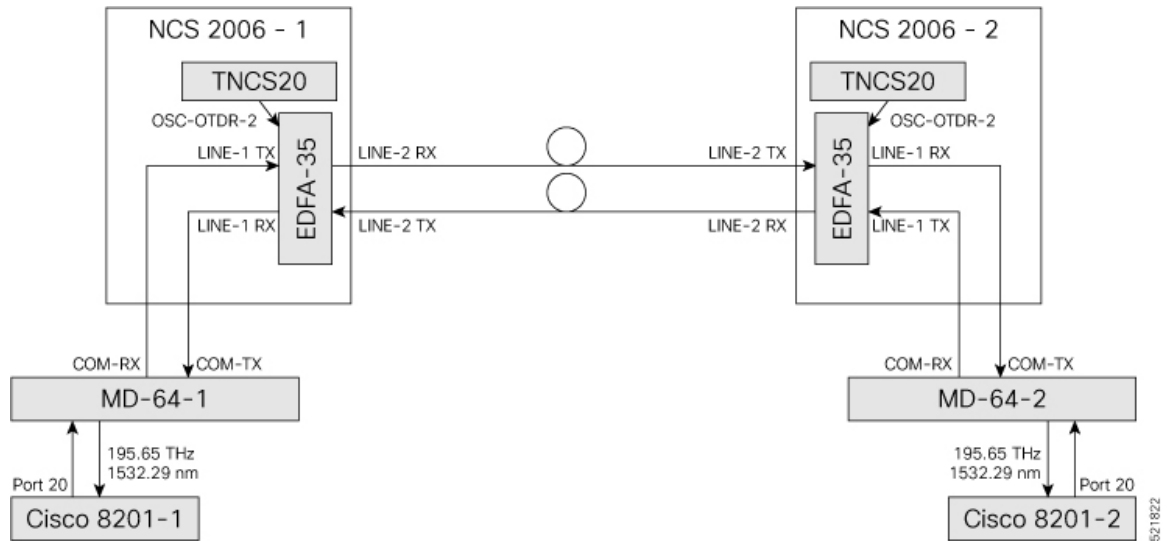 NCS 2006 - 1
NCS 2006 - 2
TNCS20
TNCS20
OSC-OTDR-2
OSC-OTDR-2
LINE-1 TX
EDFA-35
LINE-2 RX
LINE-2 TX
EDFA-35
LINE-1 RX
LINE-1 RX
LINE-2 TX
LINE-2 RX
LINE-1 TX
COM-RX
COM-TX
COM-RX
COM-TX
MD-64-1
MD-64-2
195.65 THz
1532.29 nm
195.65 THz
1532.29 nm
Port 20
Port 20
Cisco 8201-1
Cisco 8201-2
521822